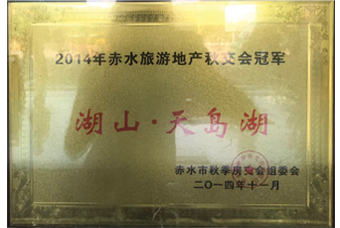 2014年赤水旅游地产秋交会冠军
湖山·天岛湖
赤水市秋季房交会组委会
二〇一四年十一月